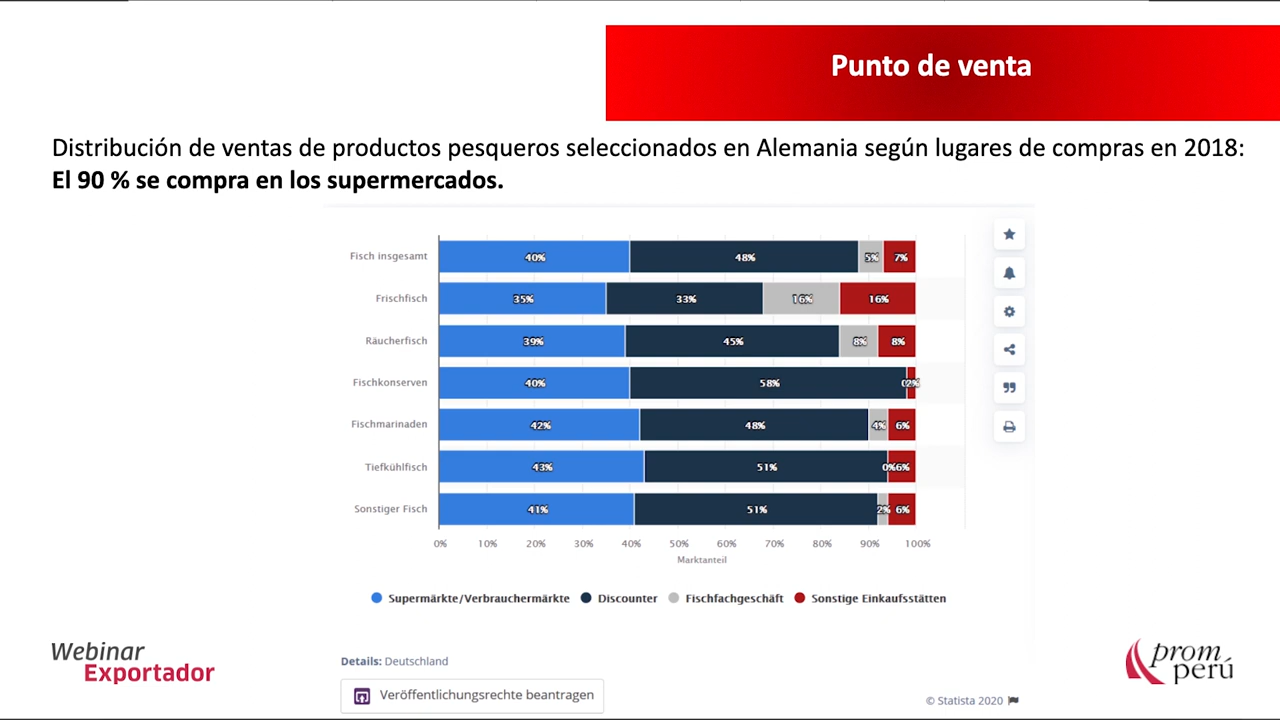 Punto de venta
Distribución de ventas de productos pesqueros seleccionados en Alemania según lugares de compras en 2018:
El 90 % se compra en los supermercados.
Fisch insgesamt 40% 48% 5% 7%
Frischfisch 35% 33% 16% 16%
Räucherfisch 39% 45% 8% 8%
Fischkonserven 40% 58% 0 2%
Fischmarinaden 42% 48% 4% 6%
Tiefkühlfisch 43% 51% 0% 6%
Sonstiger Fisch 41% 51% 2% 6%
0% 10% 20% 30% 40% 50% 60% 70% 80% 90% 100%
Marktanteil
Supermärkte/Verbrauchermärkte Discounter Fischfachgeschäft Sonstige Einkaufsstätten
Webinar
Exportador
Details: Deutschland
Veröffentlichungsrechte beantragen
© Statista 2020
prom
perú